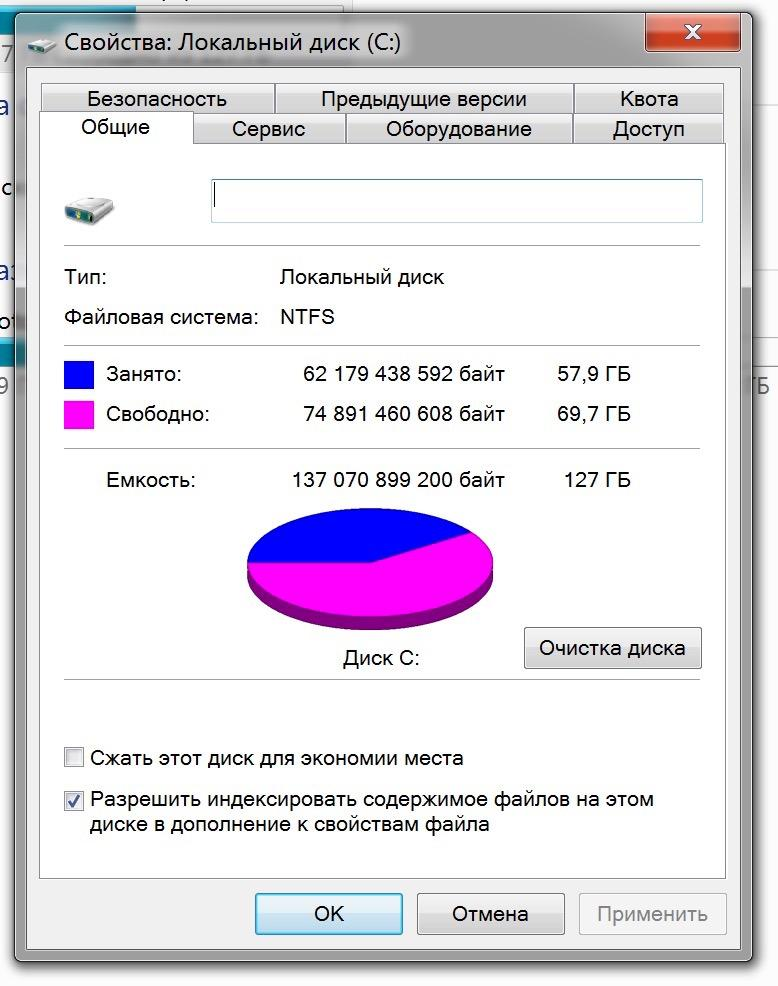 Свойства: Локальный диск (C:)
Безопасность Предыдущие версии Квота
Общие Сервис Оборудование Доступ
Тип: Локальный диск
Файловая система: NTFS
Занято: 62 179 438 592 байт 57,9 ГБ
Свободно: 74 891 460 608 байт 69,7 ГБ
Емкость: 137 070 899 200 байт 127 ГБ
Диск C:
Очистка диска
Сжать этот диск для экономии места
Разрешить индексировать содержимое файлов на этом
диске в дополнение к свойствам файла
OK Отмена Применить